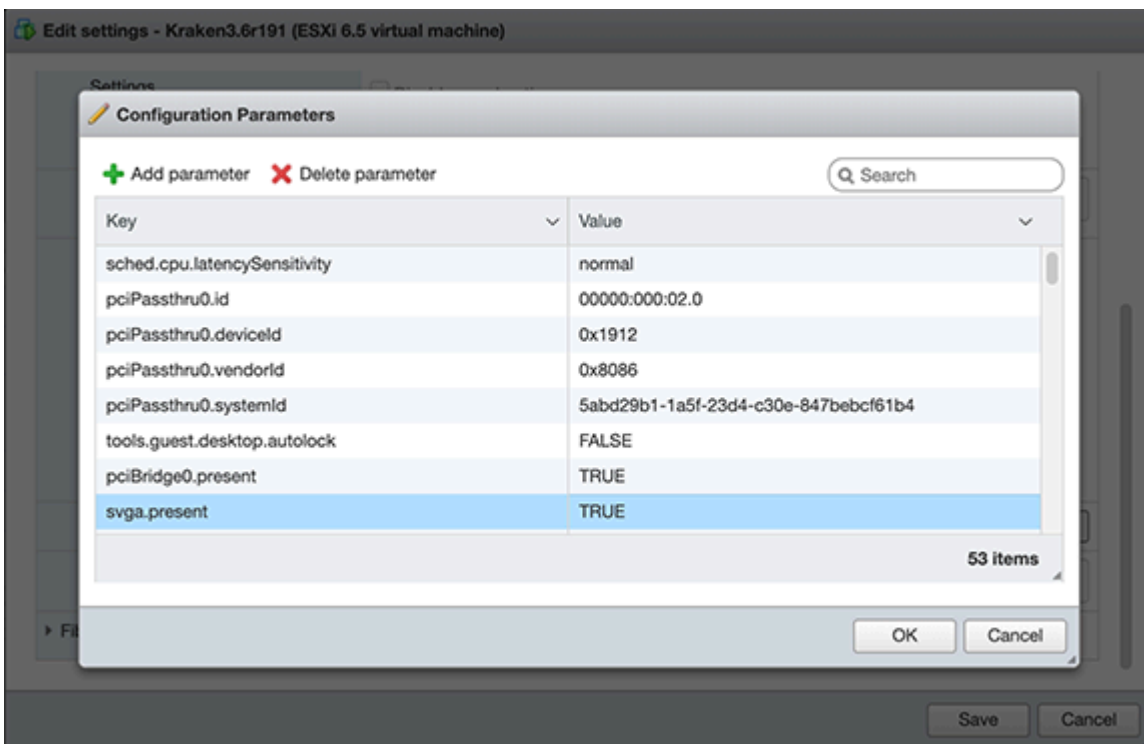 Edit settings - Kraken3.6r191 (ESXi 6.5 virtual machine)
Settings
Configuration Parameters
Add parameter Delete parameter Search
Key Value
sched.cpu.latencySensitivity normal
pciPassthru0.id 00000:000:02.0
pciPassthru0.deviceId 0x1912
pciPassthru0.vendorId 0x8086
pciPassthru0.systemId 5abd29b1-1a5f-23d4-c30e-847bebcf61b4
tools.guest.desktop.autolock FALSE
pciBridge0.present TRUE
svga.present TRUE
53 items
OK Cancel
Save Cancel